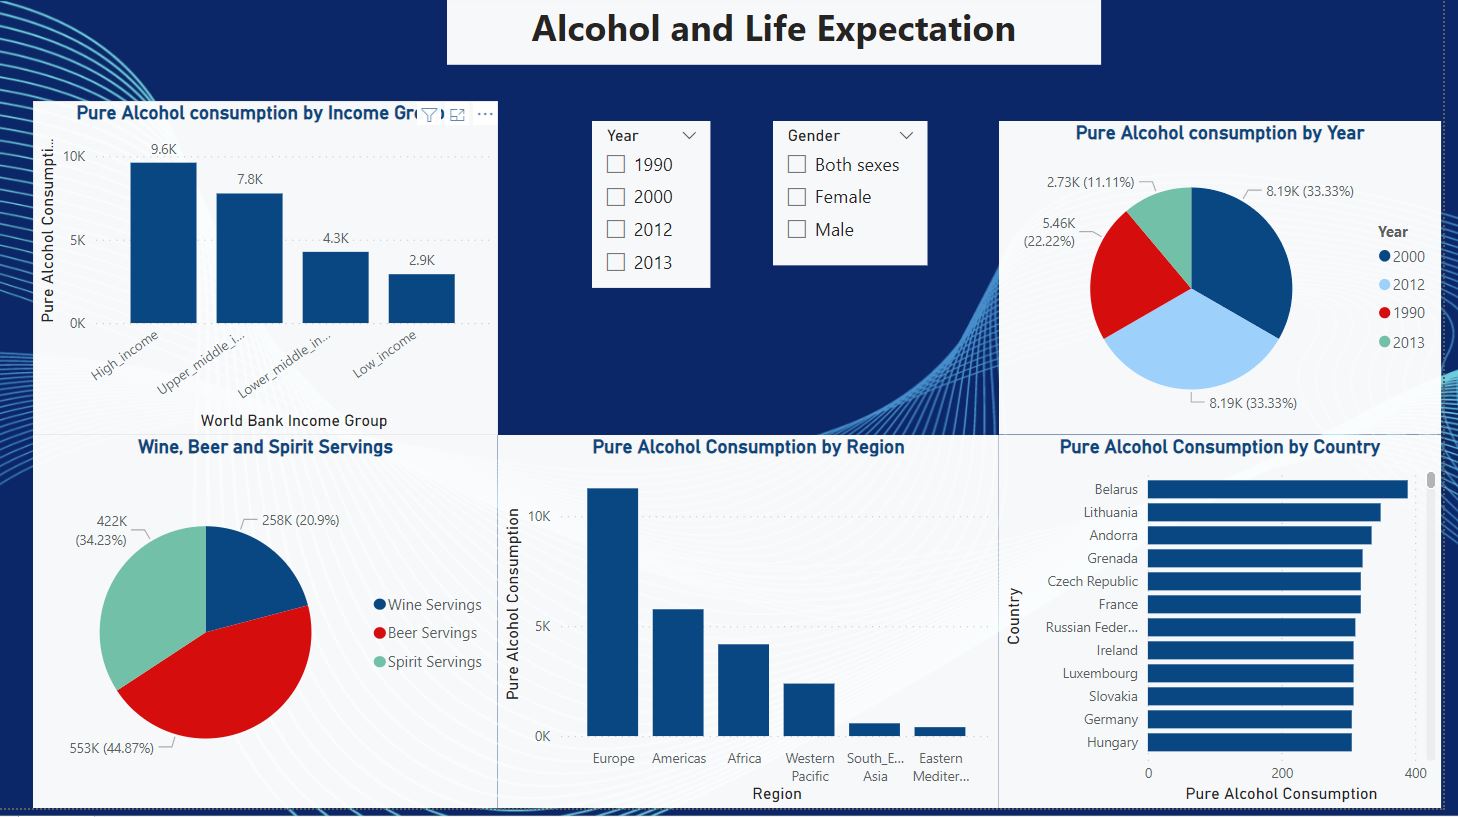 Alcohol and Life Expectation
Pure Alcohol consumption by Income Gr
Pure Alcohol Consumpti...
10K
5K
0K
9.6K
7.8K
4.3K
2.9K
High_income
Upper_middle_i...
Lower_middle_in...
Low_income
World Bank Income Group
Year
1990
2000
2012
2013
Gender
Both sexes
Female
Male
Pure Alcohol consumption by Year
2.73K (11.11%)
8.19K (33.33%)
5.46K
(22.22%)
8.19K (33.33%)
Year
2000
2012
1990
2013
Wine, Beer and Spirit Servings
422K
(34.23%)
258K (20.9%)
553K (44.87%)
Wine Servings
Beer Servings
Spirit Servings
Pure Alcohol Consumption by Region
Pure Alcohol Consumption
10K
5K
0K
Europe
Americas
Africa
Western
Pacific
South_E...
Asia
Eastern
Mediter...
Region
Pure Alcohol Consumption by Country
Country
Belarus
Lithuania
Andorra
Grenada
Czech Republic
France
Russian Feder...
Ireland
Luxembourg
Slovakia
Germany
Hungary
0
200
400
Pure Alcohol Consumption